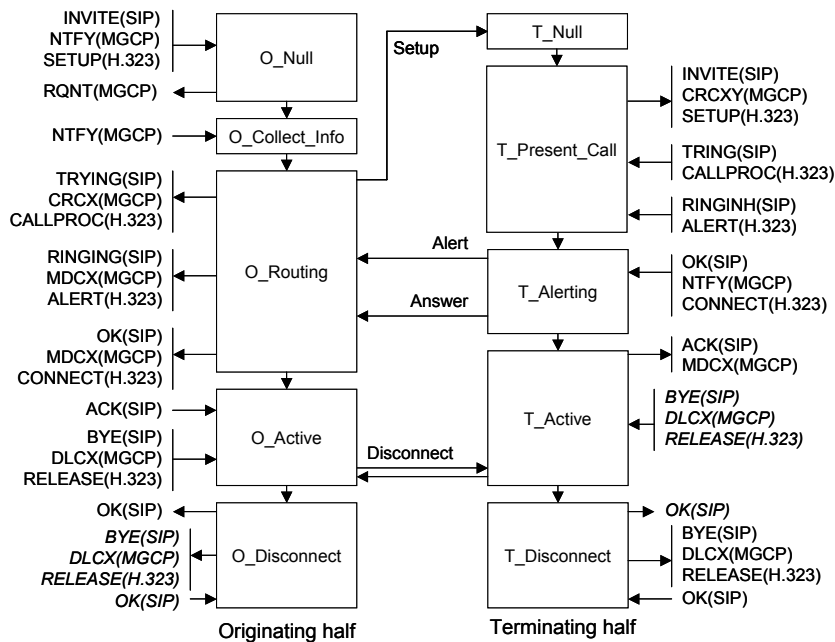 INVITE(SIP)
NTFY(MGCP)
SETUP(H.323)
RQNT(MGCP)
NTFY(MGCP)
TRYING(SIP)
CRCX(MGCP)
CALLPROC(H.323)
RINGING(SIP)
MDCX(MGCP)
ALERT(H.323)
OK(SIP)
MDCX(MGCP)
CONNECT(H.323)
ACK(SIP)
BYE(SIP)
DLCX(MGCP)
RELEASE(H.323)
OK(SIP)
BYE(SIP)
DLCX(MGCP)
RELEASE(H.323)
OK(SIP)
O_Null
O_Collect_Info
O_Routing
O_Active
O_Disconnect
Originating half
Setup
Alert
Answer
Disconnect
T_Null
T_Present_Call
T_Alerting
T_Active
T_Disconnect
Terminating half
INVITE(SIP)
CRCXY(MGCP)
SETUP(H.323)
TRING(SIP)
CALLPROC(H.323)
RINGINH(SIP)
ALERT(H.323)
OK(SIP)
NTFY(MGCP)
CONNECT(H.323)
ACK(SIP)
MDCX(MGCP)
BYE(SIP)
DLCX(MGCP)
RELEASE(H.323)
OK(SIP)
BYE(SIP)
DLCX(MGCP)
RELEASE(H.323)
OK(SIP)